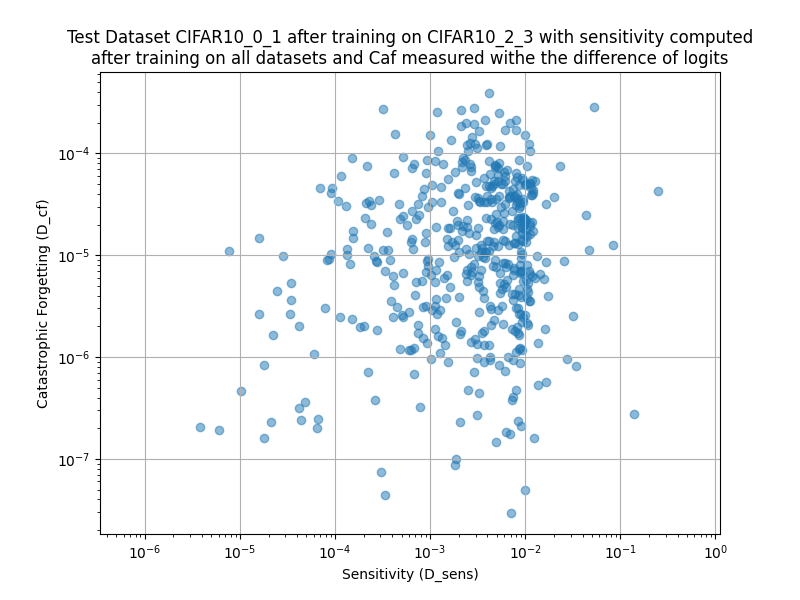 Test Dataset CIFAR10_0_1 after training on CIFAR10_2_3 with sensitivity computed
after training on all datasets and Caf measured withe the difference of logits
Catastrophic Forgetting (D_cf)
10⁻⁴
10⁻⁵
10⁻⁶
10⁻⁷
10⁻⁶ 10⁻⁵ 10⁻⁴ 10⁻³ 10⁻² 10⁻¹ 10⁰
Sensitivity (D_sens)